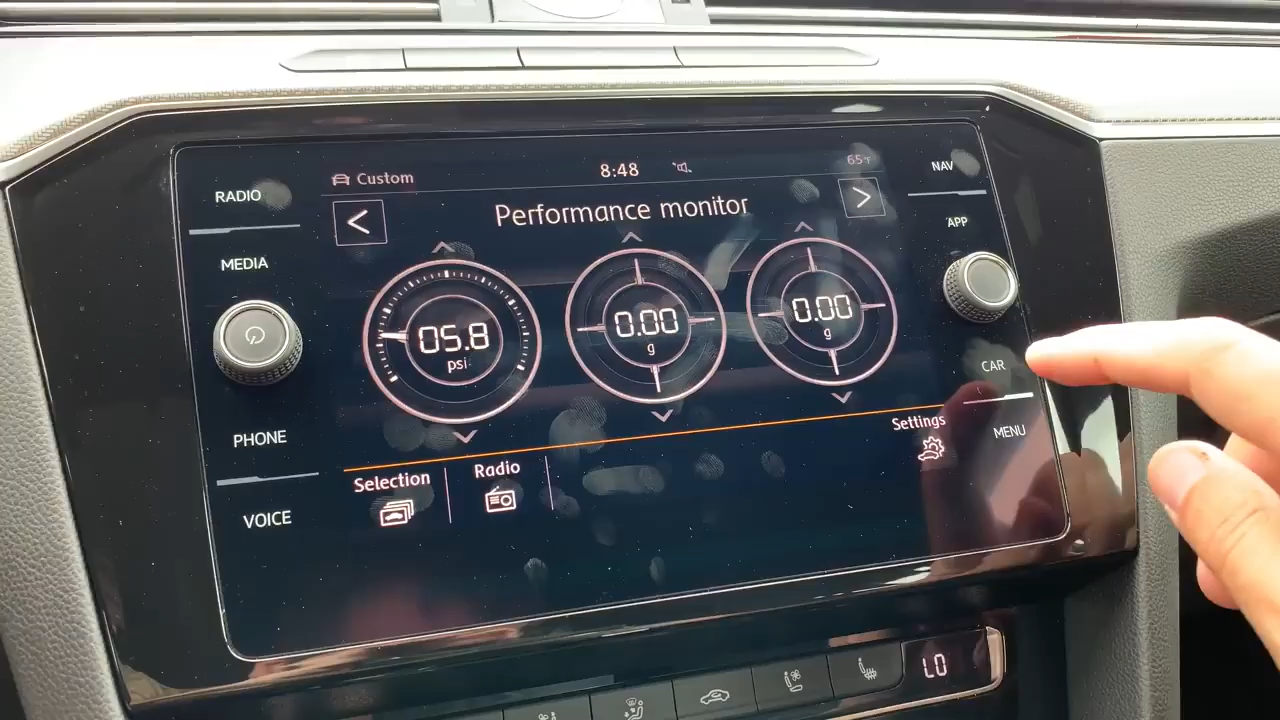 Custom
8:48
65°F
Performance monitor
<
>
RADIO
MEDIA
PHONE
VOICE
NAV
APP
CAR
MENU
05.8
psi
0.00
g
0.00
g
Selection
Radio
Settings
LO